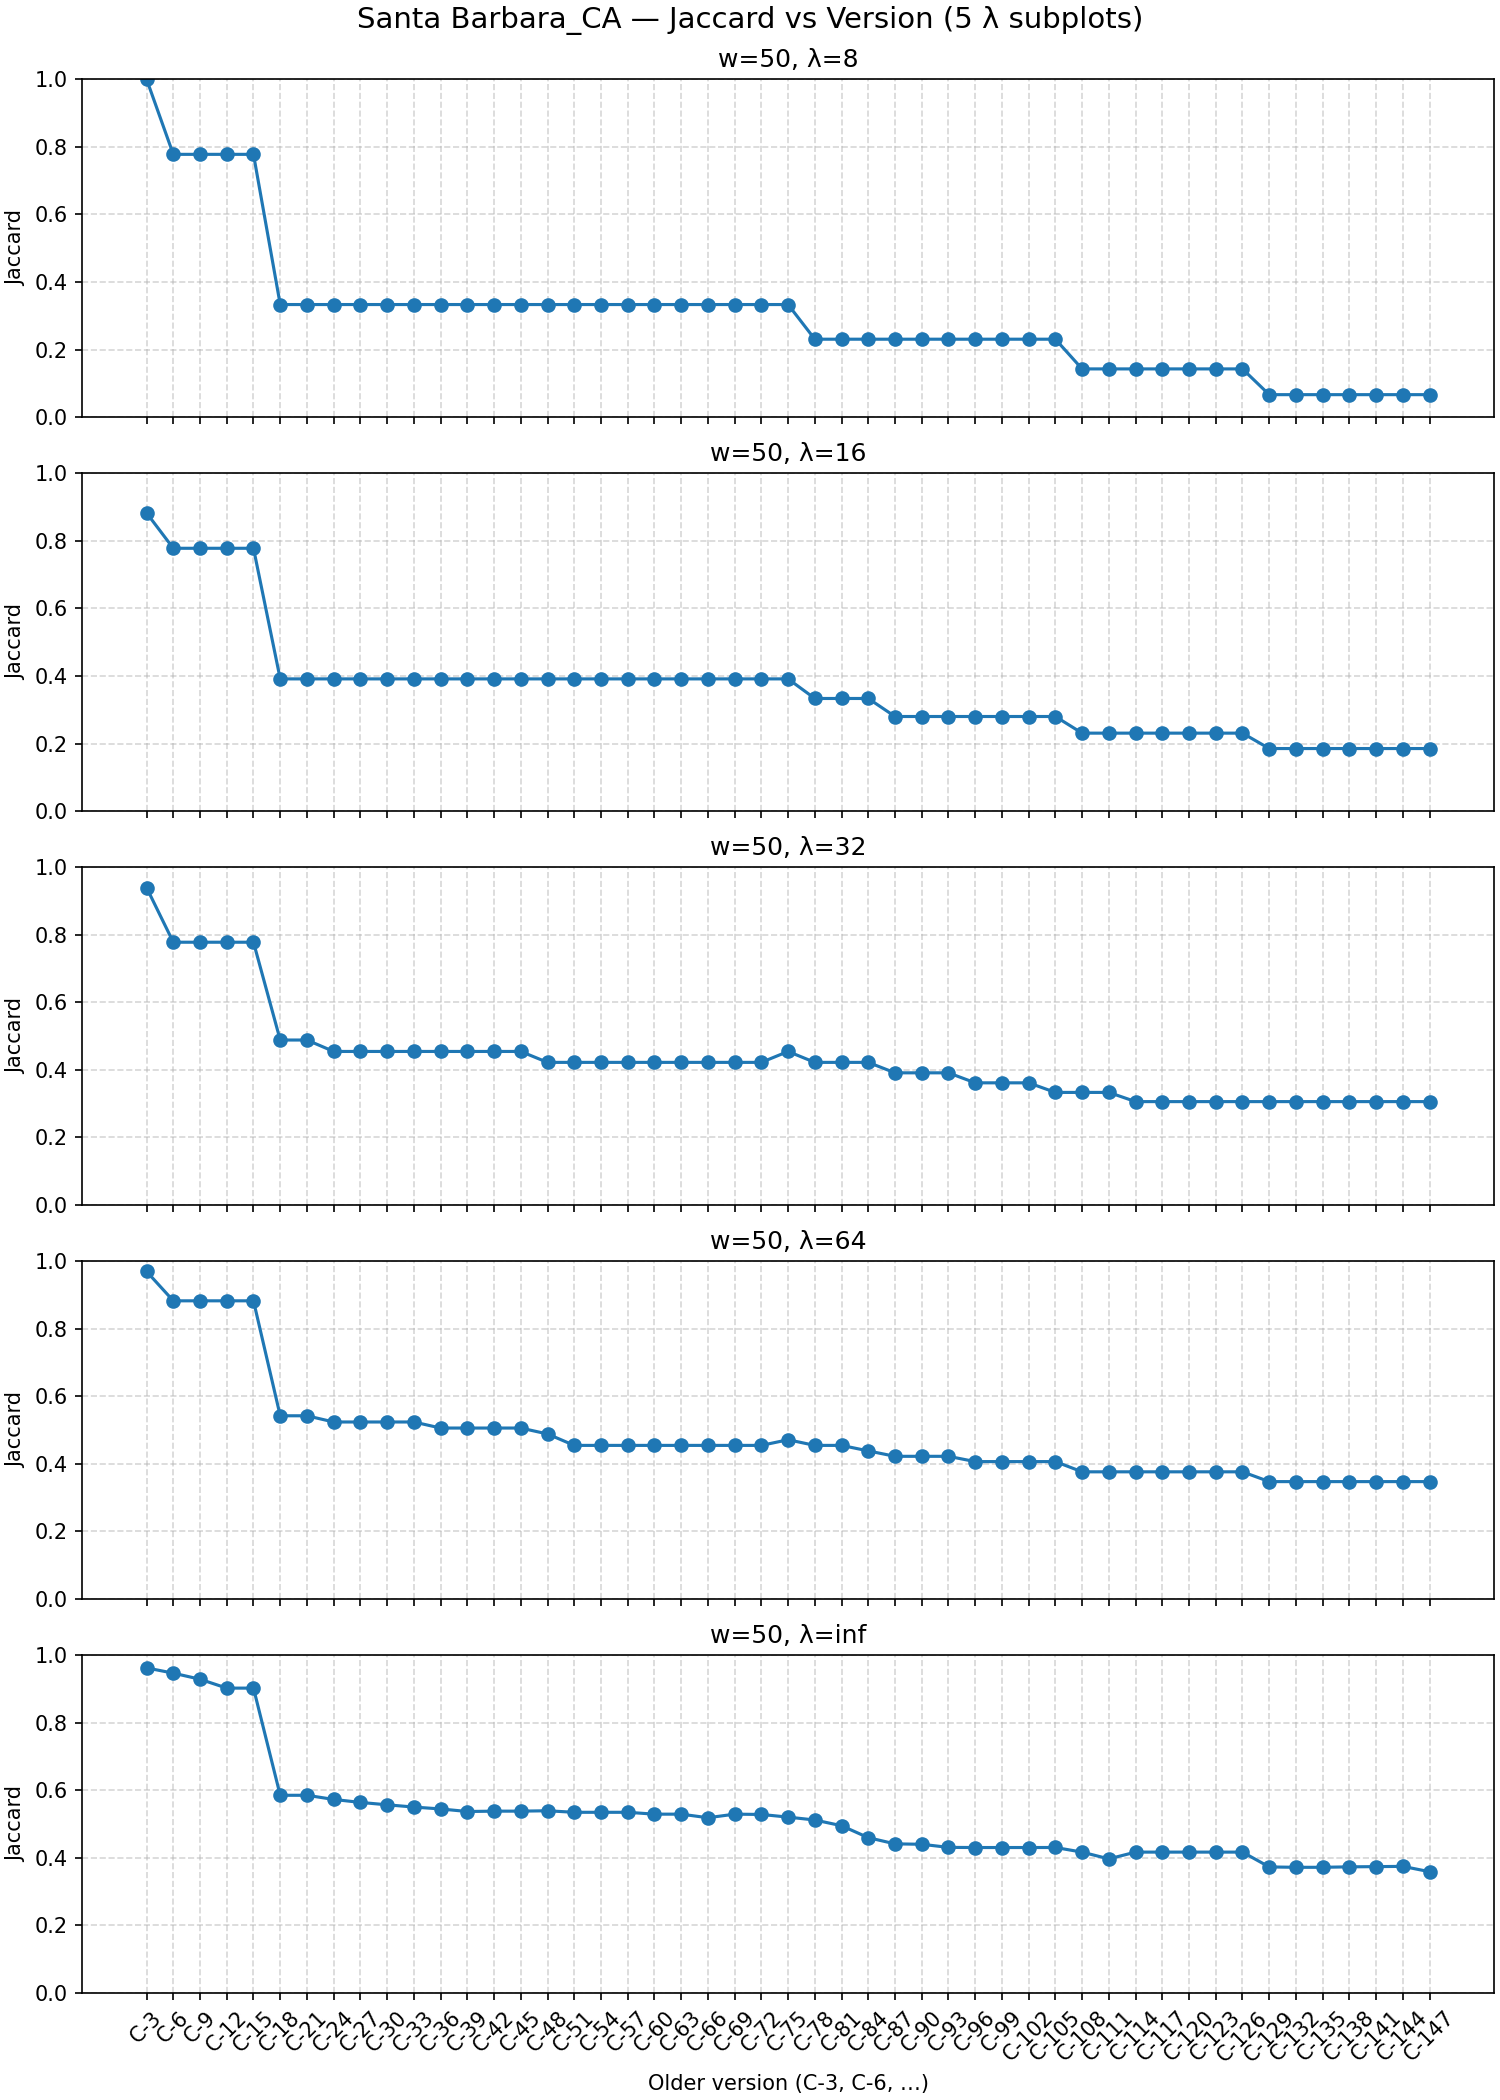 Santa Barbara_CA — Jaccard vs Version (5 λ subplots)
w=50, λ=8
Jaccard
1.0
0.8
0.6
0.4
0.2
0.0
w=50, λ=16
Jaccard
1.0
0.8
0.6
0.4
0.2
0.0
w=50, λ=32
Jaccard
1.0
0.8
0.6
0.4
0.2
0.0
w=50, λ=64
Jaccard
1.0
0.8
0.6
0.4
0.2
0.0
w=50, λ=inf
Jaccard
1.0
0.8
0.6
0.4
0.2
0.0
C-3
C-6
C-9
C-12
C-15
C-18
C-21
C-24
C-27
C-30
C-33
C-36
C-39
C-42
C-45
C-48
C-51
C-54
C-57
C-60
C-63
C-66
C-69
C-72
C-75
C-78
C-81
C-84
C-87
C-90
C-93
C-96
C-99
C-102
C-105
C-108
C-111
C-114
C-117
C-120
C-123
C-126
C-129
C-132
C-135
C-138
C-141
C-144
C-147
Older version (C-3, C-6, ...)